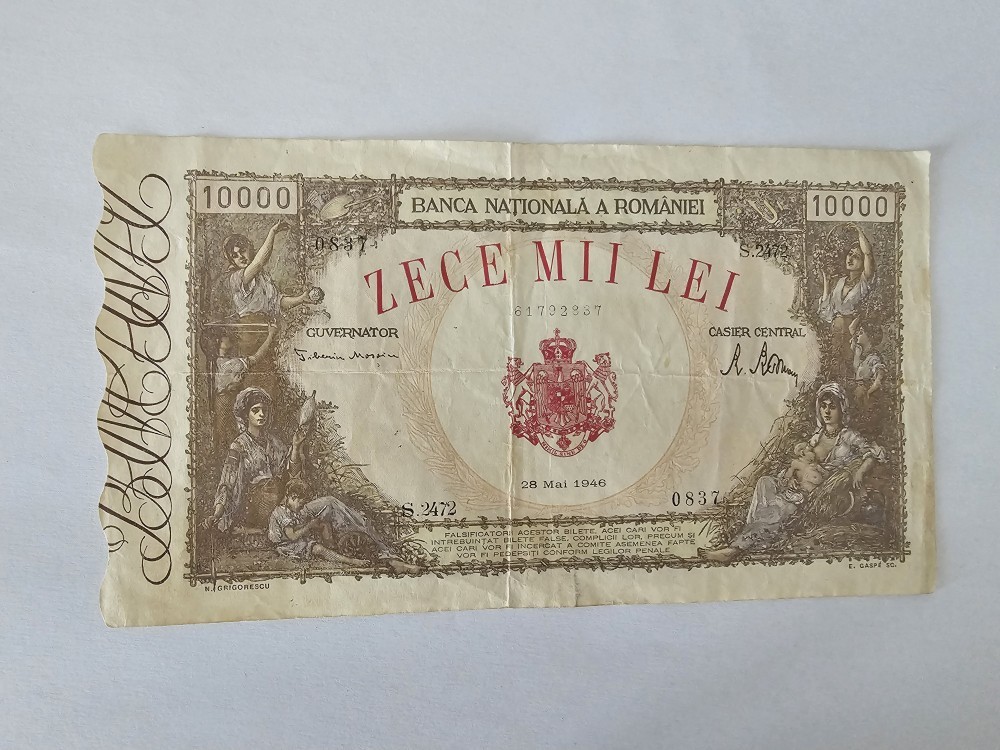 10000
BANCA NAȚIONALĂ A ROMÂNIEI
10000
0837
S.2472
ZECE MII LEI
61792837
GUVERNATOR
CASIER CENTRAL
28 Mai 1946
S.2472
0837
FALSIFICATORII ACESTOR BILETE, ACEI CARI VOR FI
INTREBUINȚAT BILETE FALSE, COMPLICII LOR, PRECUM ȘI
ACEI CARI VOR FI INCERCAT A COMITE ASEMENEA FAPTE
VOR FI PEDEPSIȚI CONFORM LEGILOR PENALE
N. GRIGORESCU
E. GASPÉ SC.